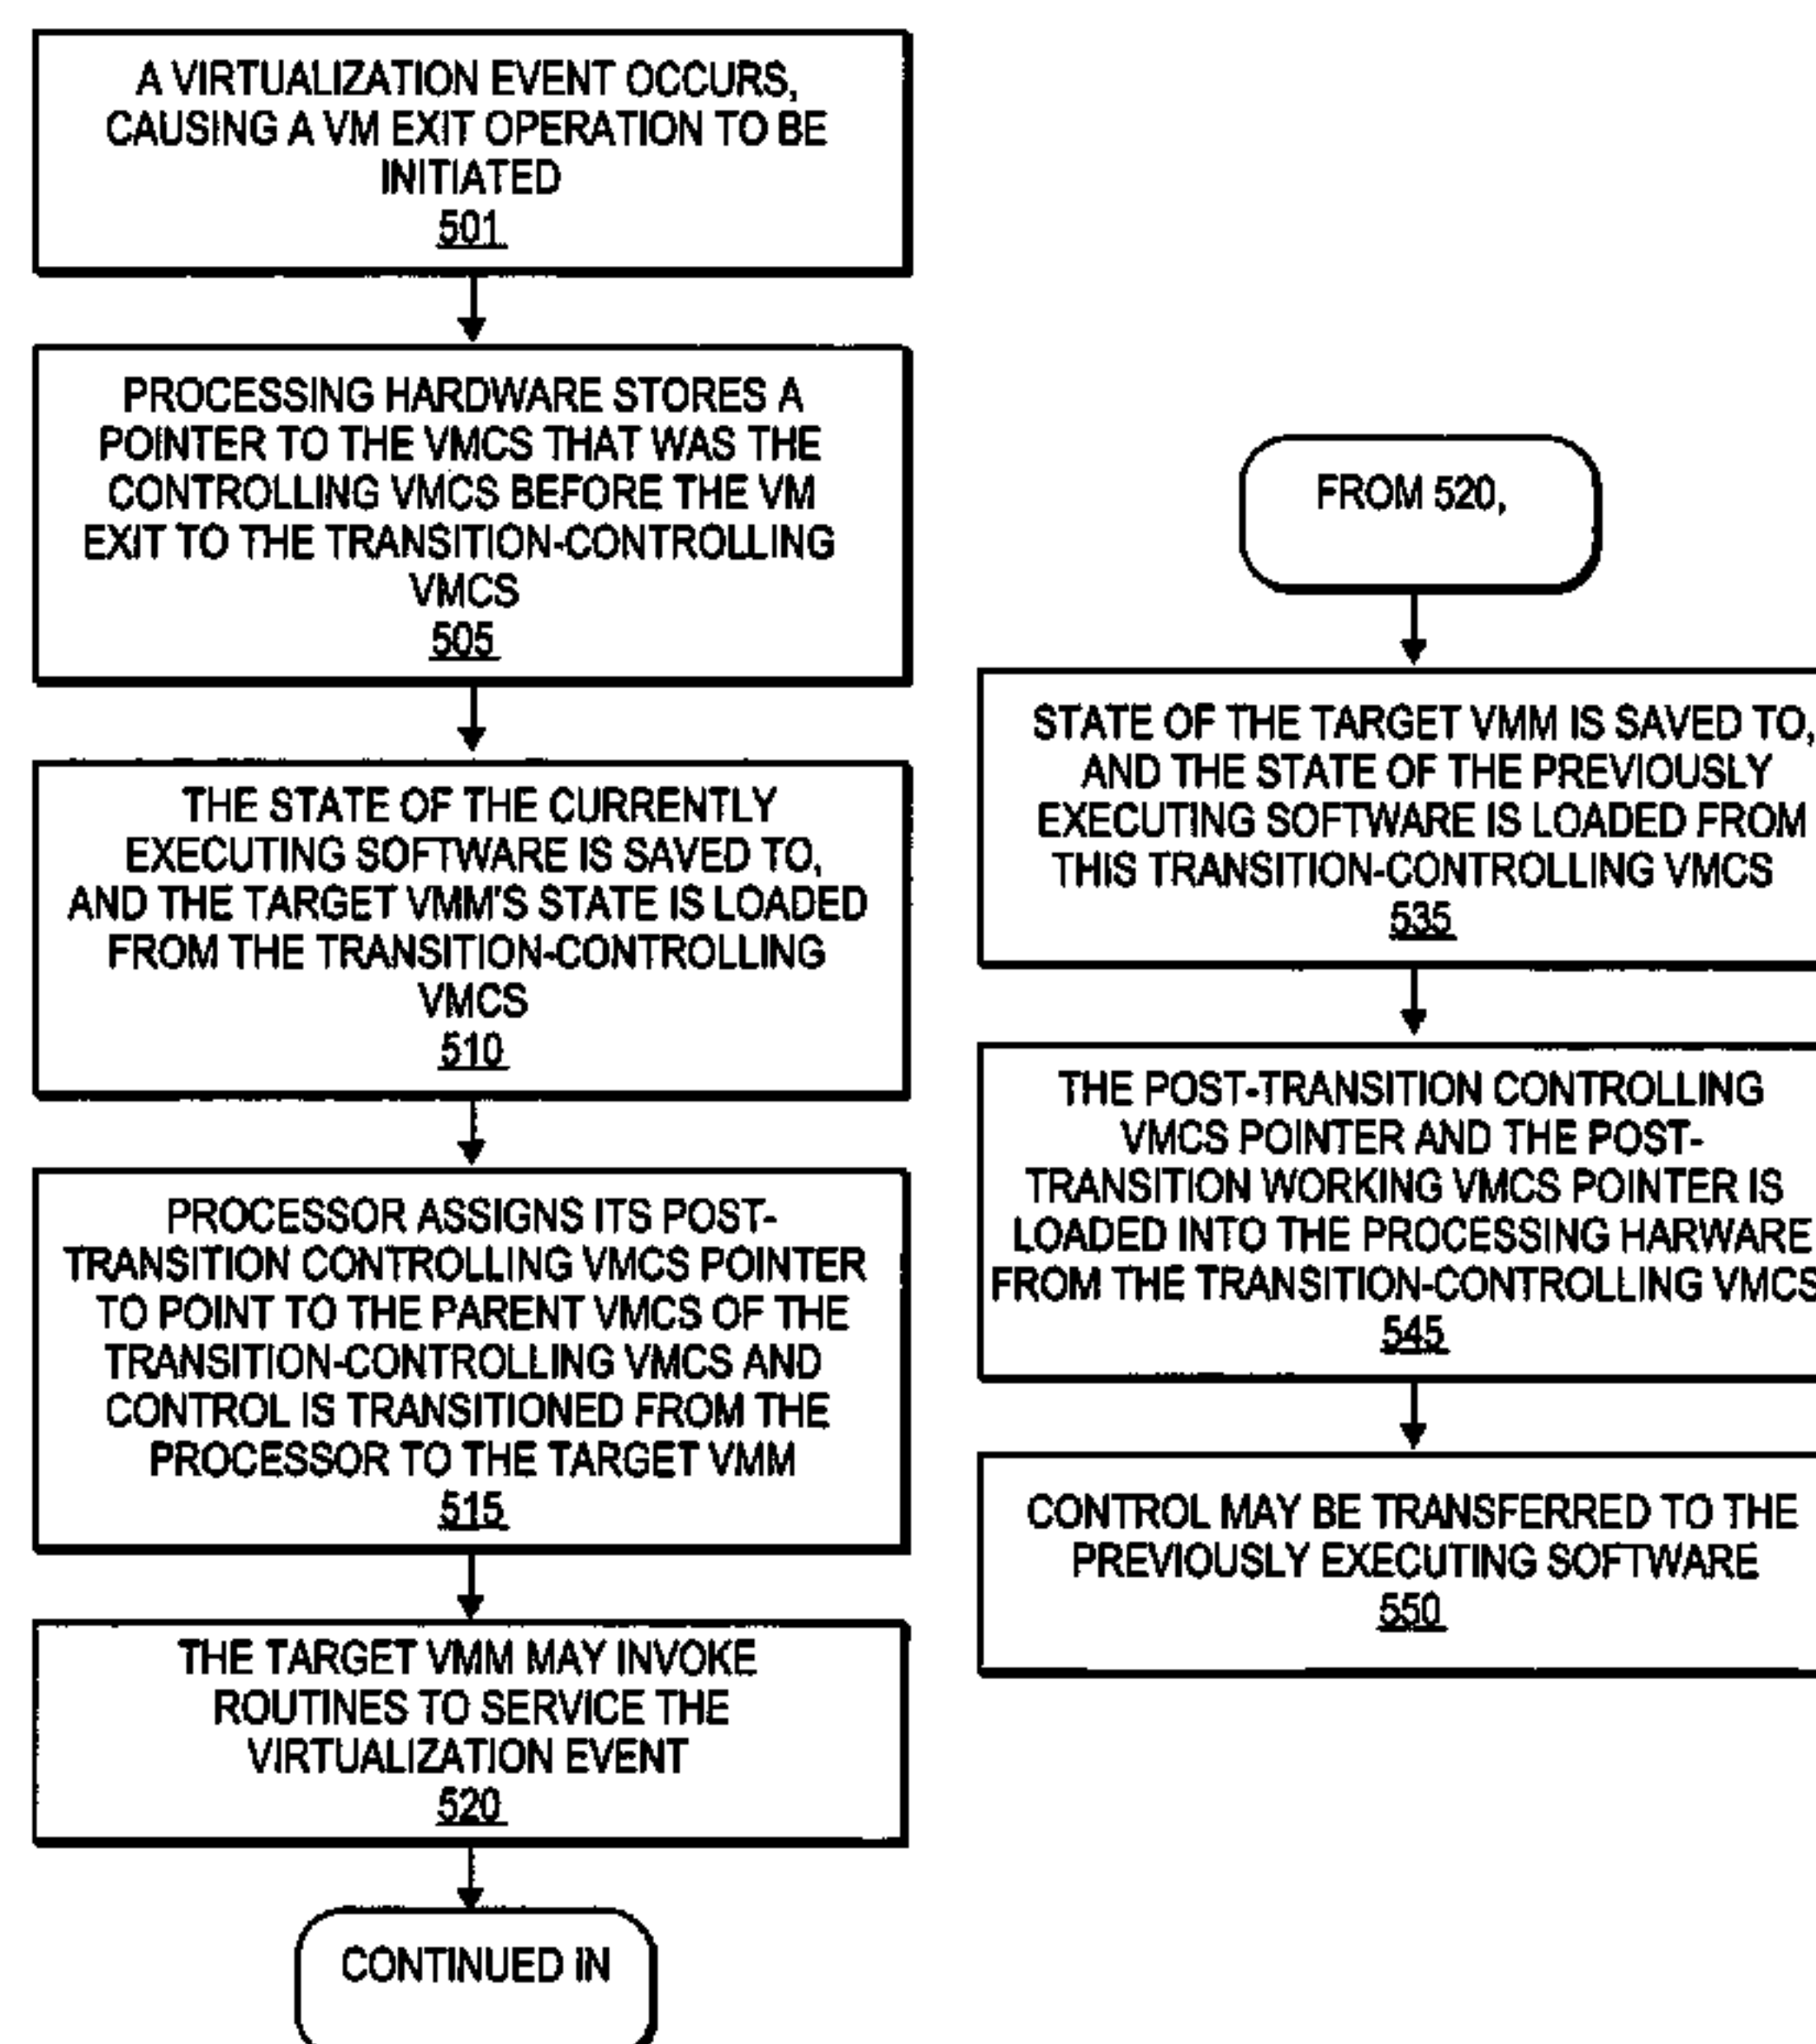 A VIRTUALIZATION EVENT OCCURS,
CAUSING A VM EXIT OPERATION TO BE
INITIATED
501
PROCESSING HARDWARE STORES A
POINTER TO THE VMCS THAT WAS THE
CONTROLLING VMCS BEFORE THE VM
EXIT TO THE TRANSITION-CONTROLLING
VMCS
505
THE STATE OF THE CURRENTLY
EXECUTING SOFTWARE IS SAVED TO,
AND THE TARGET VMM'S STATE IS LOADED
FROM THE TRANSITION-CONTROLLING
VMCS
510
PROCESSOR ASSIGNS ITS POST-
TRANSITION CONTROLLING VMCS POINTER
TO POINT TO THE PARENT VMCS OF THE
TRANSITION-CONTROLLING VMCS AND
CONTROL IS TRANSITIONED FROM THE
PROCESSOR TO THE TARGET VMM
515
THE TARGET VMM MAY INVOKE
ROUTINES TO SERVICE THE
VIRTUALIZATION EVENT
520
CONTINUED IN
FROM 520,
STATE OF THE TARGET VMM IS SAVED TO,
AND THE STATE OF THE PREVIOUSLY
EXECUTING SOFTWARE IS LOADED FROM
THIS TRANSITION-CONTROLLING VMCS
535
THE POST-TRANSITION CONTROLLING
VMCS POINTER AND THE POST-
TRANSITION WORKING VMCS POINTER IS
LOADED INTO THE PROCESSING HARWARE
FROM THE TRANSITION-CONTROLLING VMCS
545
CONTROL MAY BE TRANSFERRED TO THE
PREVIOUSLY EXECUTING SOFTWARE
550